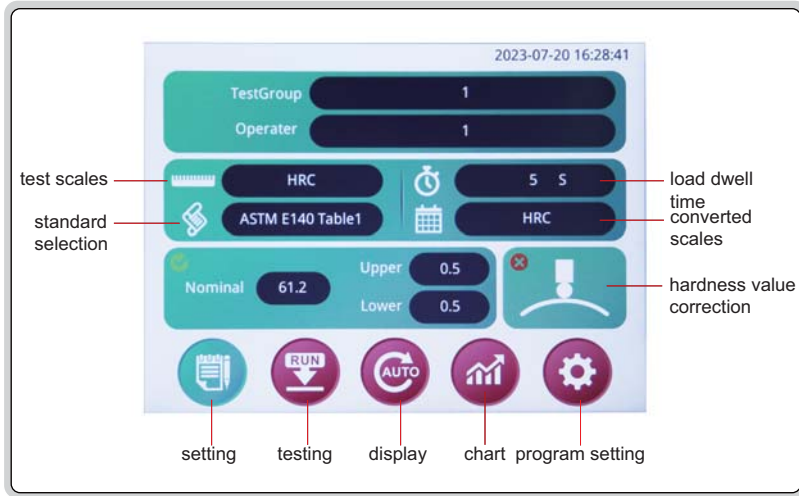 2023-07-20 16:28:41
TestGroup 1
Operater 1
test scales
HRC
5 S
load dwell
time
standard
selection
ASTM E140 Table1
HRC
converted
scales
Nominal 61.2
Upper 0.5
Lower 0.5
hardness value
correction
RUN
AUTO
setting testing display chart program setting